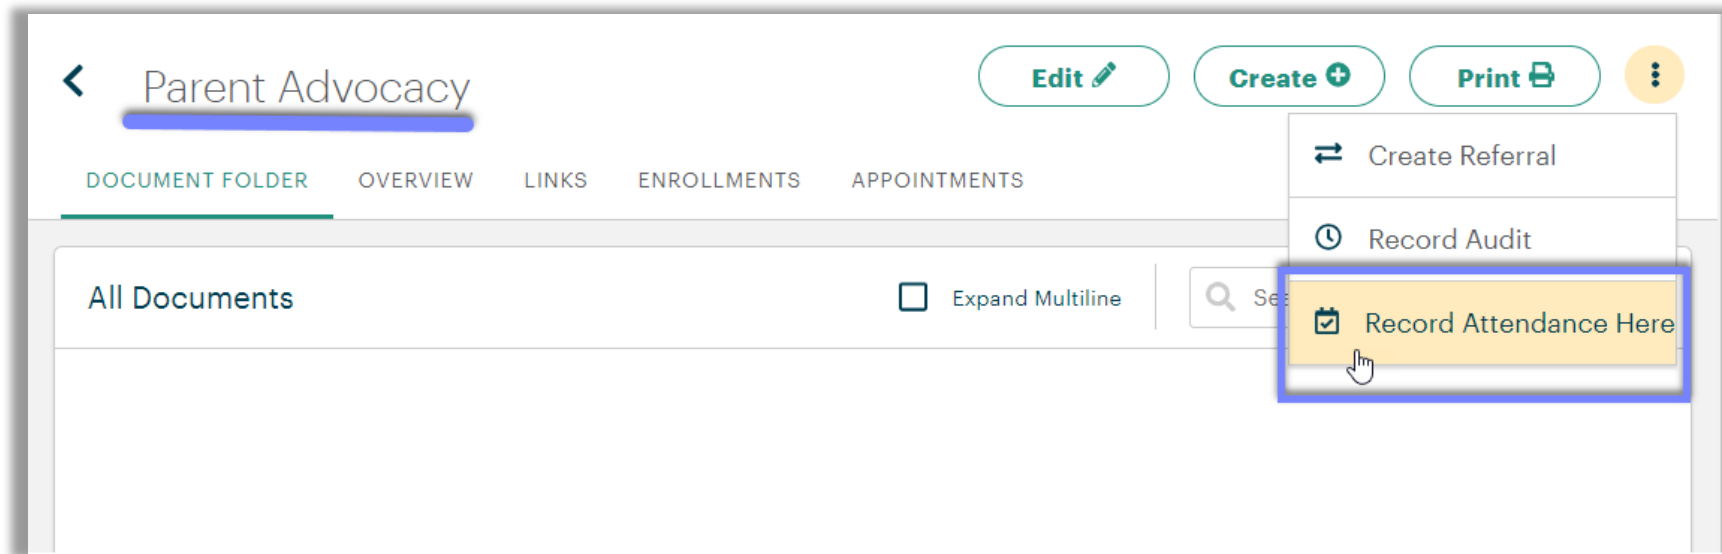 Parent Advocacy
Edit
Create
Print
DOCUMENT FOLDER OVERVIEW LINKS ENROLLMENTS APPOINTMENTS
Create Referral
Record Audit
All Documents
Expand Multiline
Record Attendance Here